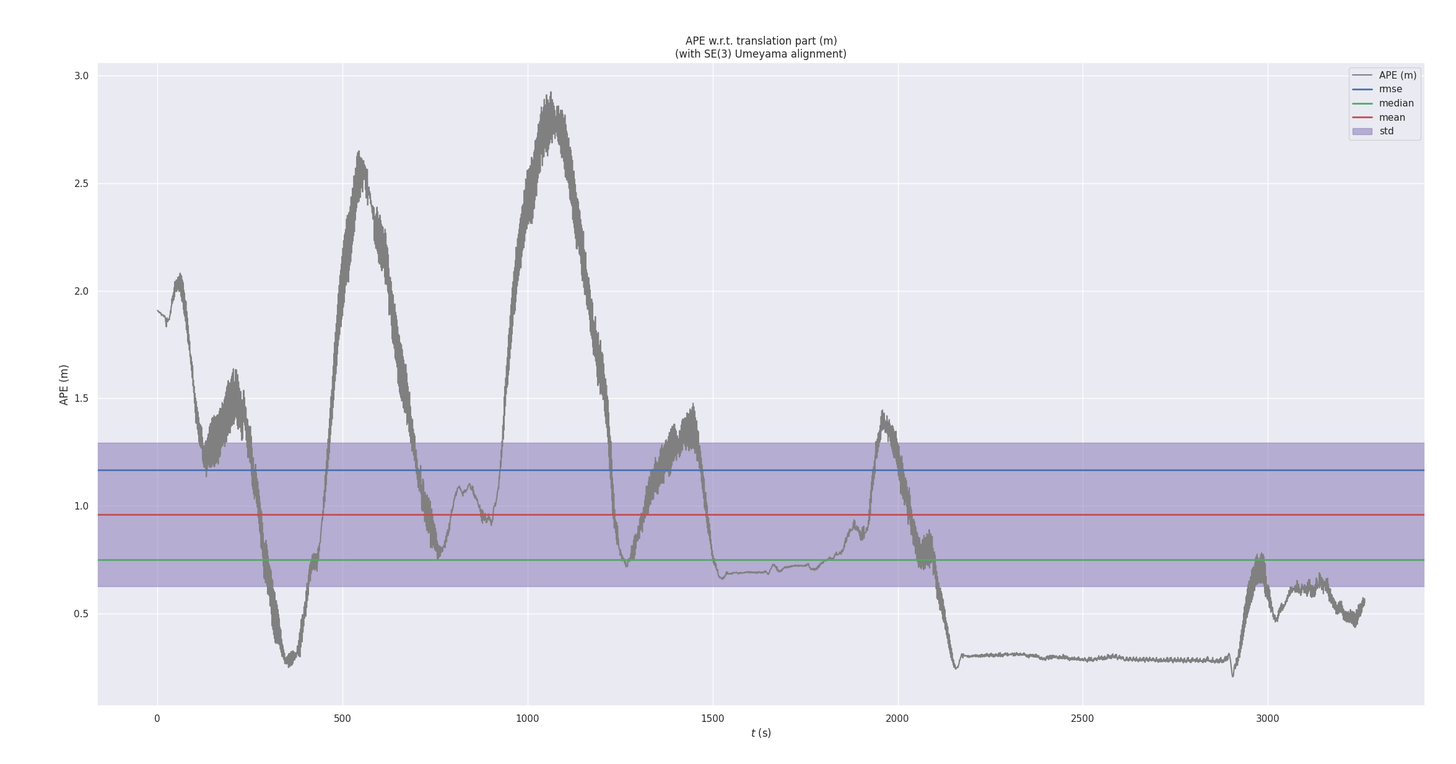 APE w.r.t. translation part (m)
(with SE(3) Umeyama alignment)
APE (m)
rmse
median
mean
std
3.0
2.5
2.0
1.5
1.0
0.5
APE (m)
0
500
1000
1500
2000
2500
3000
t (s)